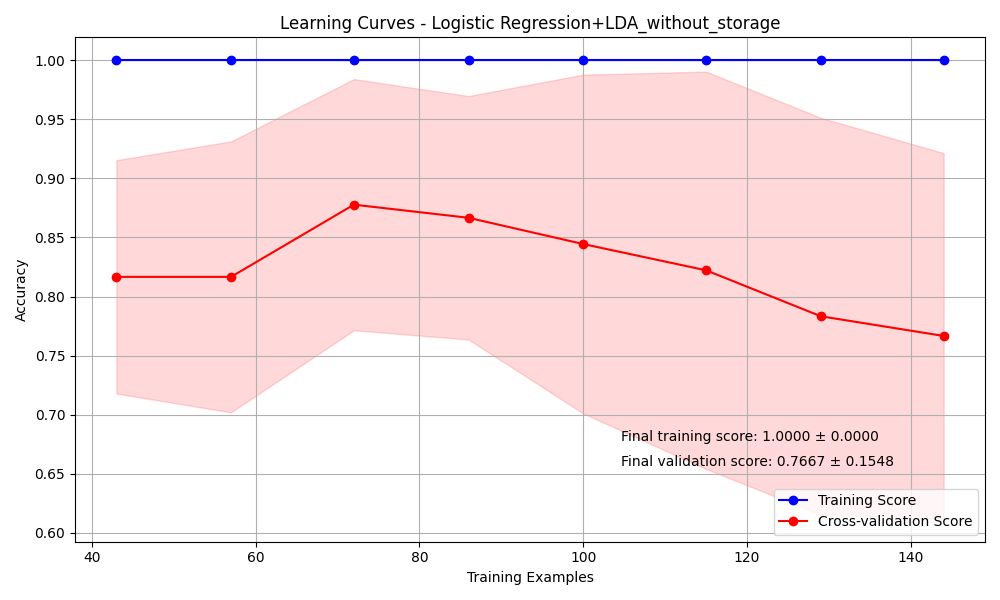 Learning Curves - Logistic Regression+LDA_without_storage
1.00
0.95
0.90
0.85
0.80
0.75
0.70
0.65
0.60
Accuracy
Final training score: 1.0000 ± 0.0000
Final validation score: 0.7667 ± 0.1548
Training Score
Cross-validation Score
40 60 80 100 120 140
Training Examples